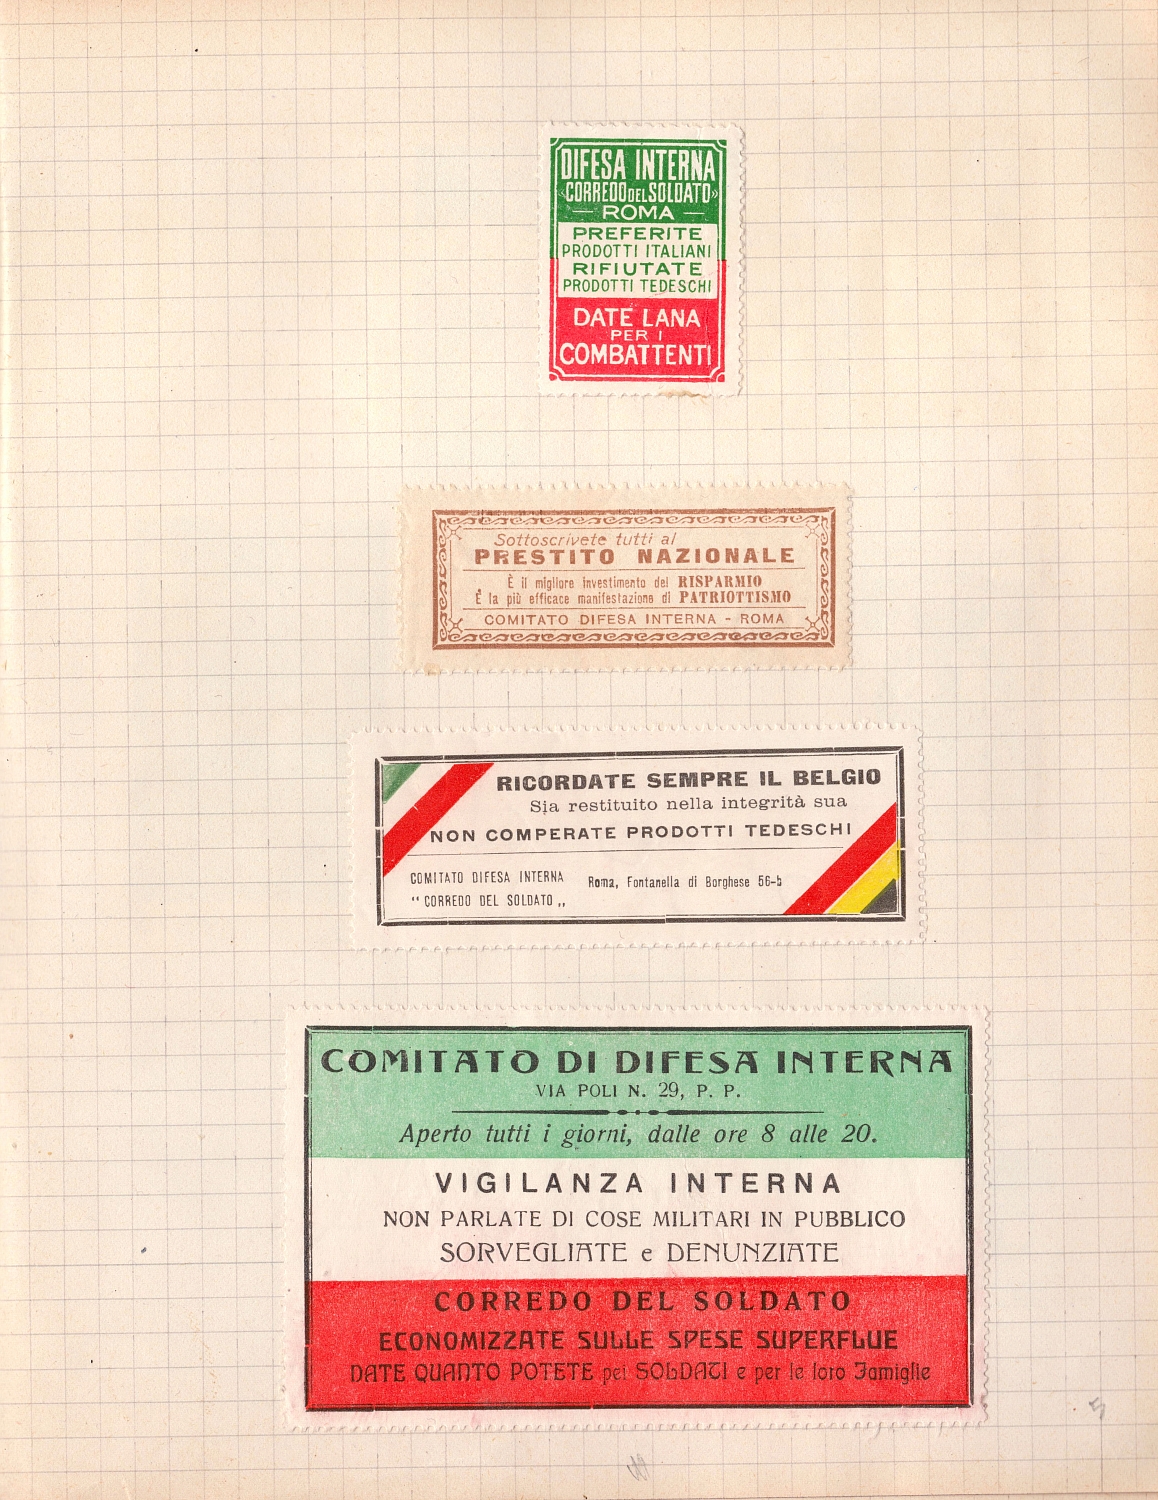 DIFESA INTERNA
«CORREDO DEL SOLDATO»
— ROMA —
PREFERITE
PRODOTTI ITALIANI
RIFIUTATE
PRODOTTI TEDESCHI
DATE LANA
PER I
COMBATTENTI
Sottoscrivete tutti al
PRESTITO NAZIONALE
È il migliore investimento del RISPARMIO
È la più efficace manifestazione di PATRIOTTISMO
COMITATO DIFESA INTERNA - ROMA
RICORDATE SEMPRE IL BELGIO
Sia restituito nella integrità sua
NON COMPERATE PRODOTTI TEDESCHI
COMITATO DIFESA INTERNA
“ CORREDO DEL SOLDATO „
Roma, Fontanella di Borghese 56-b
COMITATO DI DIFESA INTERNA
VIA POLI N. 29, P. P.
Aperto tutti i giorni, dalle ore 8 alle 20.
VIGILANZA INTERNA
NON PARLATE DI COSE MILITARI IN PUBBLICO
SORVEGLIATE e DENUNZIATE
CORREDO DEL SOLDATO
ECONOMIZZATE SULLE SPESE SUPERFLUE
DATE QUANTO POTETE pei SOLDATI e per le loro Famiglie